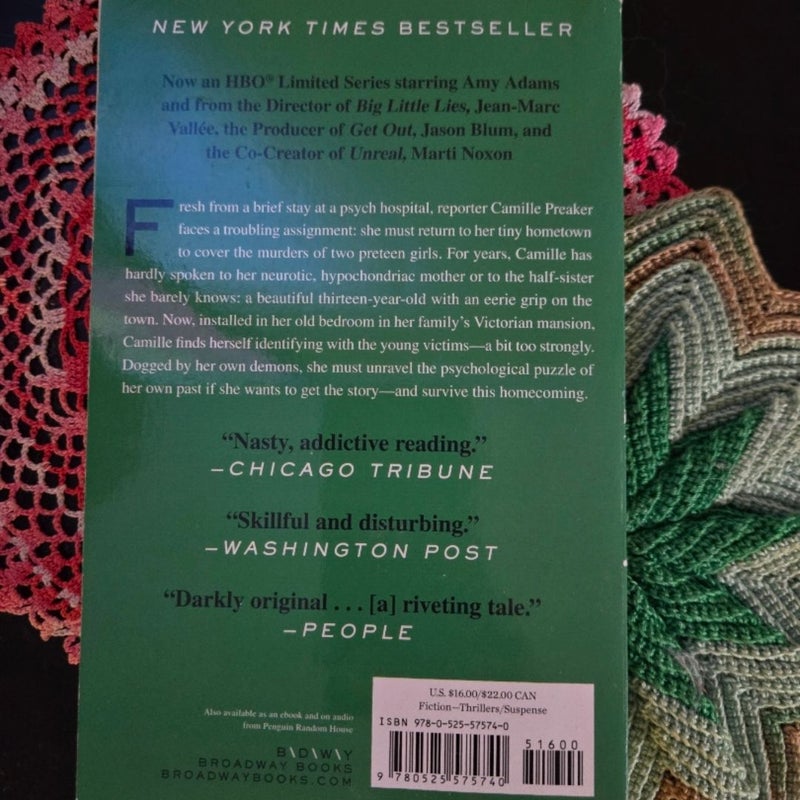 NEW YORK TIMES BESTSELLER
Now an HBO® Limited Series starring Amy Adams
and from the Director of Big Little Lies, Jean-Marc
Vallée, the Producer of Get Out, Jason Blum, and
the Co-Creator of Unreal, Marti Noxon
Fresh from a brief stay at a psych hospital, reporter Camille Preaker
faces a troubling assignment: she must return to her tiny hometown
to cover the murders of two preteen girls. For years, Camille has
hardly spoken to her neurotic, hypochondriac mother or to the half-sister
she barely knows: a beautiful thirteen-year-old with an eerie grip on the
town. Now, installed in her old bedroom in her family's Victorian mansion,
Camille finds herself identifying with the young victims—a bit too strongly.
Dogged by her own demons, she must unravel the psychological puzzle of
her own past if she wants to get the story—and survive this homecoming.
“Nasty, addictive reading.”
—CHICAGO TRIBUNE
“Skillful and disturbing.”
—WASHINGTON POST
“Darkly original . . . [a] riveting tale.”
—PEOPLE
Also available as an ebook and on audio
from Penguin Random House
B\D\W\Y
BROADWAY BOOKS
BROADWAYBOOKS.COM
U.S. $16.00/$22.00 CAN
Fiction—Thrillers/Suspense
ISBN 978-0-525-57574-0
51600
9 780525 575740